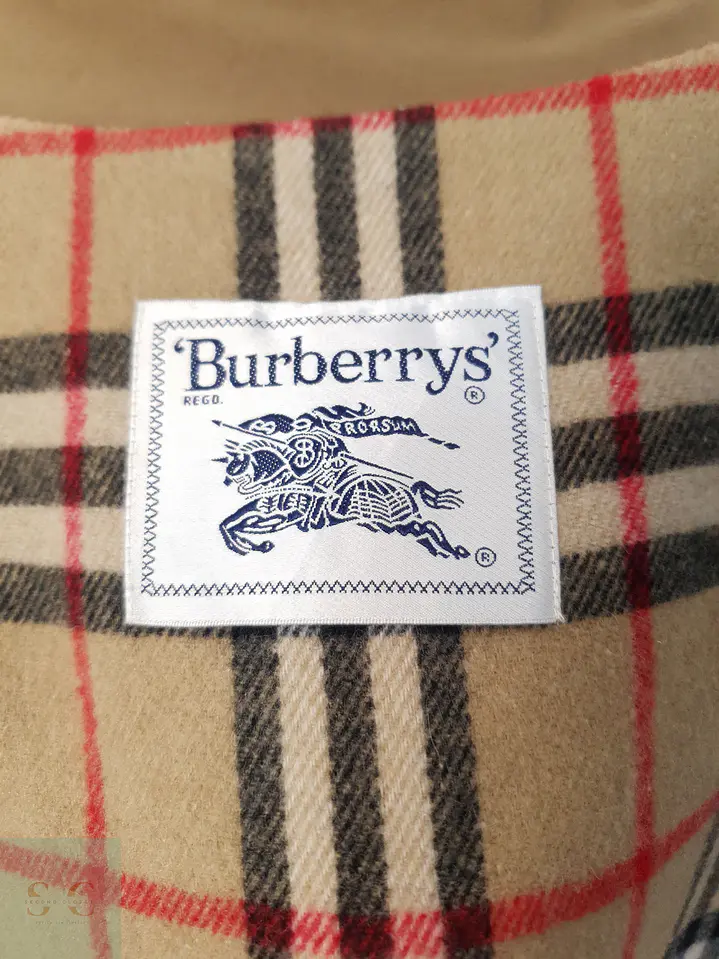 'Burberrys'
REGD. ®
PRORSUM
®
S C